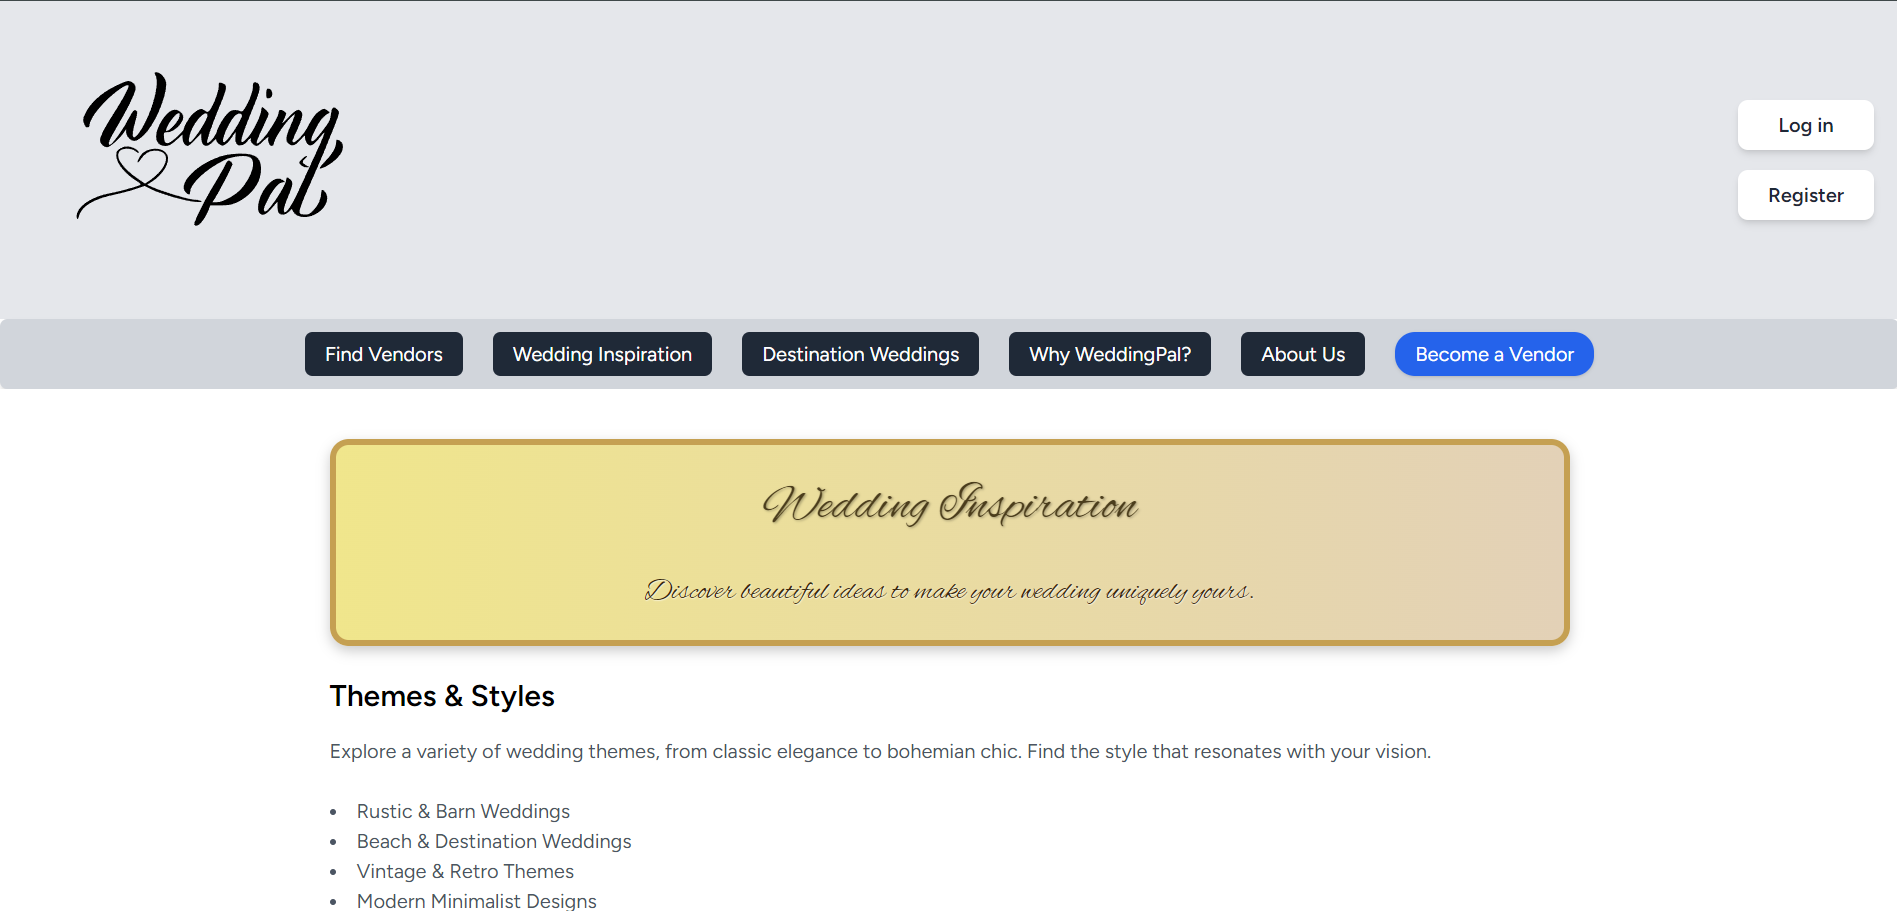 Wedding
Pal
Log in
Register
Find Vendors
Wedding Inspiration
Destination Weddings
Why WeddingPal?
About Us
Become a Vendor
Wedding Inspiration
Discover beautiful ideas to make your wedding uniquely yours.
Themes & Styles
Explore a variety of wedding themes, from classic elegance to bohemian chic. Find the style that resonates with your vision.
• Rustic & Barn Weddings
• Beach & Destination Weddings
• Vintage & Retro Themes
• Modern Minimalist Designs